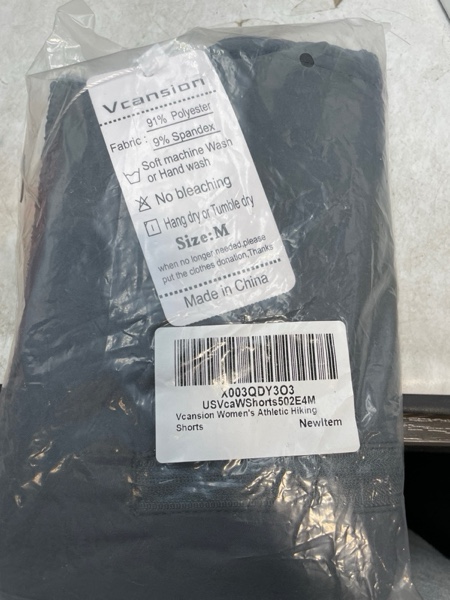 Vcansion
91% Polyester
Fabric: 9% Spandex
Soft machine Wash
or Hand wash
No bleaching
Hang dry or Tumble dry
Size:M
when no longer needed,please
put the clothes donation,Thanks
Made in China
X003QDY3O3
USVcaWShorts502E4M
Vcansion Women's Athletic Hiking
Shorts
NewItem